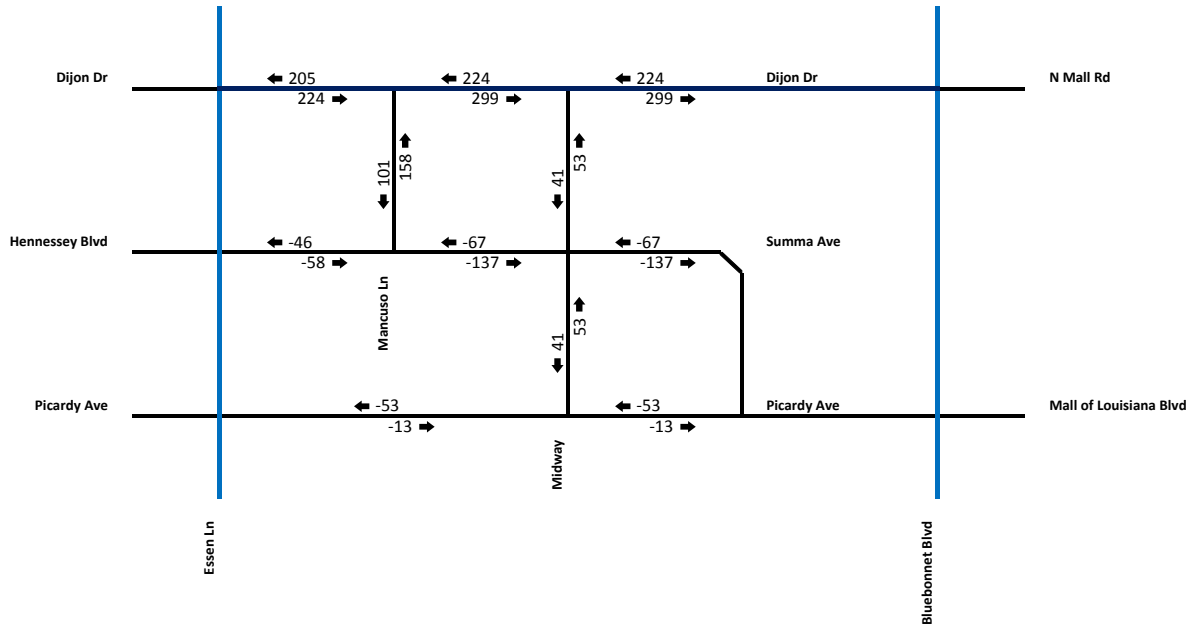 Dijon Dr
205
224
224
Dijon Dr
N Mall Rd
224
299
299
101
158
41
53
Hennessey Blvd
-46
-67
-67
Summa Ave
-58
-137
-137
Mancuso Ln
41
53
Picardy Ave
-53
-53
Picardy Ave
Mall of Louisiana Blvd
-13
-13
Midway
Essen Ln
Bluebonnet Blvd